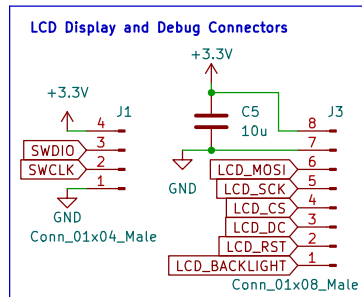 LCD Display and Debug Connectors
+3.3V
J1
4
SWDIO 3
SWCLK 2
1
GND
Conn_01x04_Male
+3.3V
C5
10u
J3
GND
8
7
LCD_MOSI 6
LCD_SCK 5
LCD_CS 4
LCD_DC 3
LCD_RST 2
LCD_BACKLIGHT 1
Conn_01x08_Male